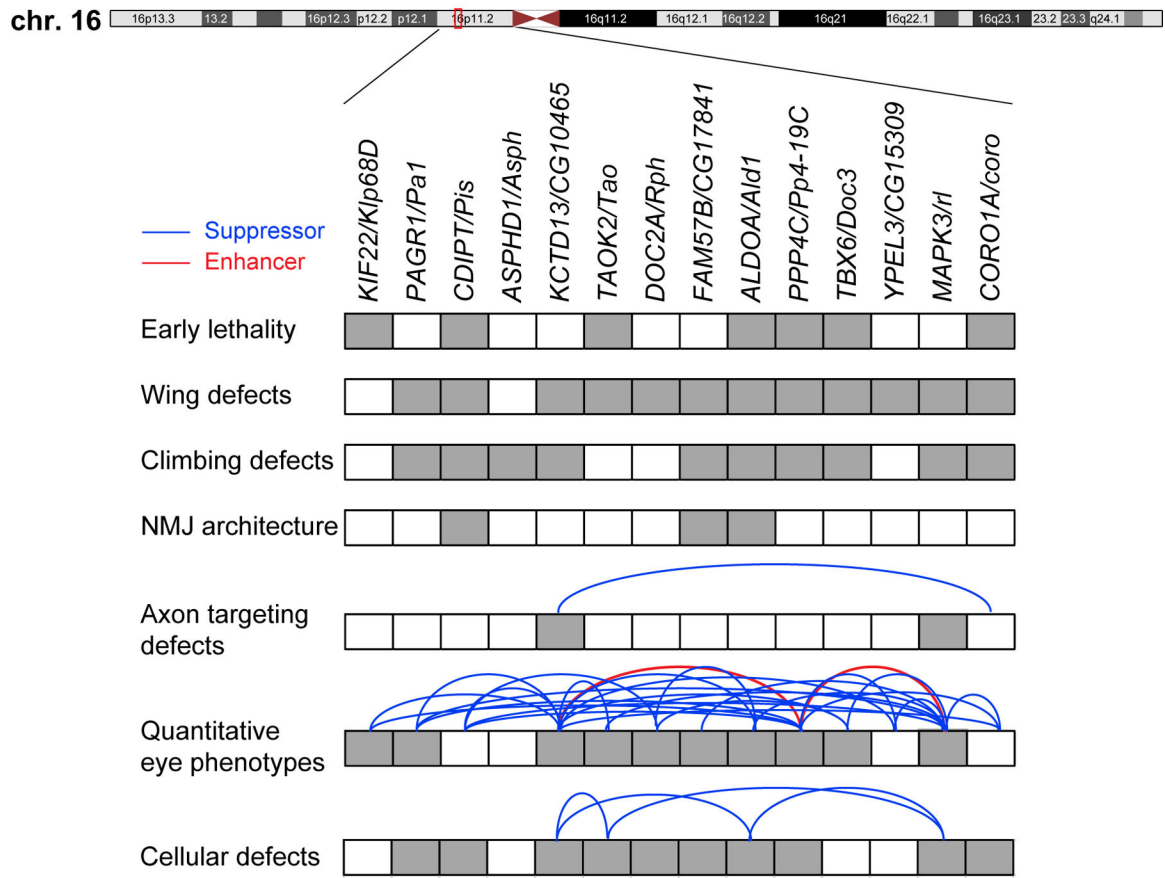 chr. 16
16p13.3 13.2 16p12.3 p12.2 p12.1 16p11.2 16q11.2 16q12.1 16q12.2 16q21 16q22.1 16q23.1 23.2 23.3 q24.1
KIF22/Klp68D
PAGR1/Pa1
CDIPT/Pis
ASPHD1/Asph
KCTD13/CG10465
TAOK2/Tao
DOC2A/Rph
FAM57B/CG17841
ALDOA/Ald1
PPP4C/Pp4-19C
TBX6/Doc3
YPEL3/CG15309
MAPK3/rl
CORO1A/coro
Suppressor
Enhancer
Early lethality
Wing defects
Climbing defects
NMJ architecture
Axon targeting
defects
Quantitative
eye phenotypes
Cellular defects